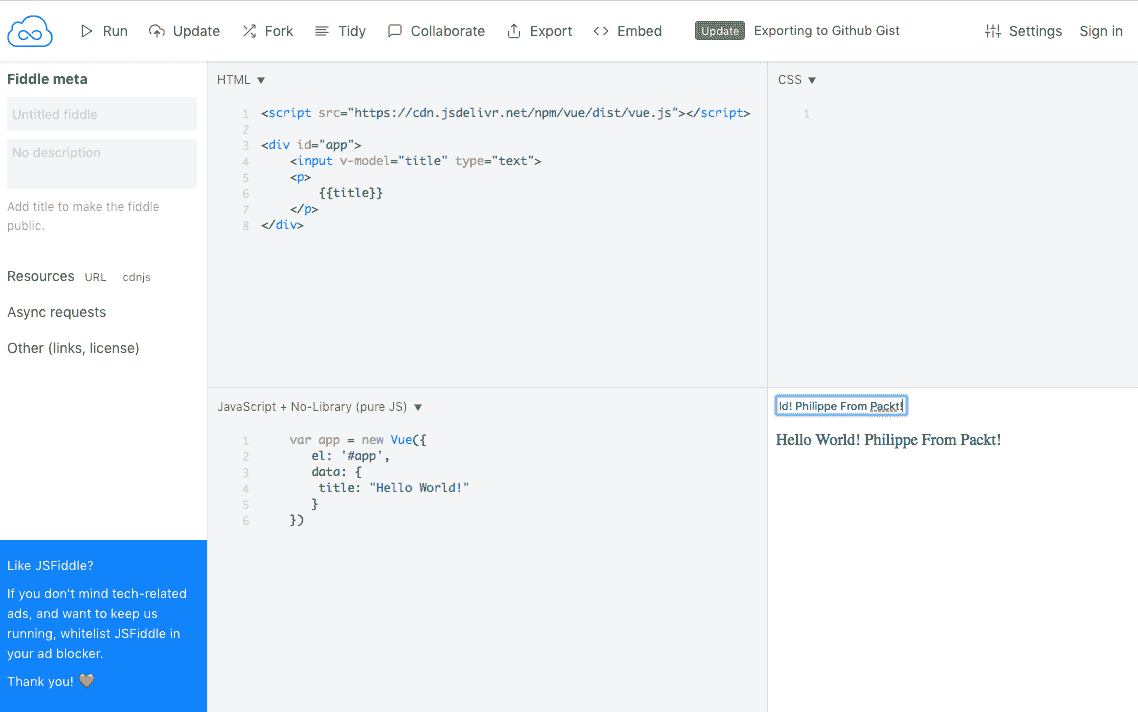 Run Update Fork Tidy Collaborate Export Embed Update Exporting to Github Gist Settings Sign in
Fiddle meta
Untitled fiddle
No description
Add title to make the fiddle
public.
Resources URL cdnjs
Async requests
Other (links, license)
Like JSFiddle?
If you don't mind tech-related
ads, and want to keep us
running, whitelist JSFiddle in
your ad blocker.
Thank you! 🤎
HTML ▼
1 <script src="https://cdn.jsdelivr.net/npm/vue/dist/vue.js"></script>
2
3 <div id="app">
4     <input v-model="title" type="text">
5     <p>
6         {{title}}
7     </p>
8 </div>
CSS ▼
1
JavaScript + No-Library (pure JS) ▼
1     var app = new Vue({
2        el: '#app',
3        data: {
4         title: "Hello World!"
5        }
6     })
ld! Philippe From Packt!
Hello World! Philippe From Packt!